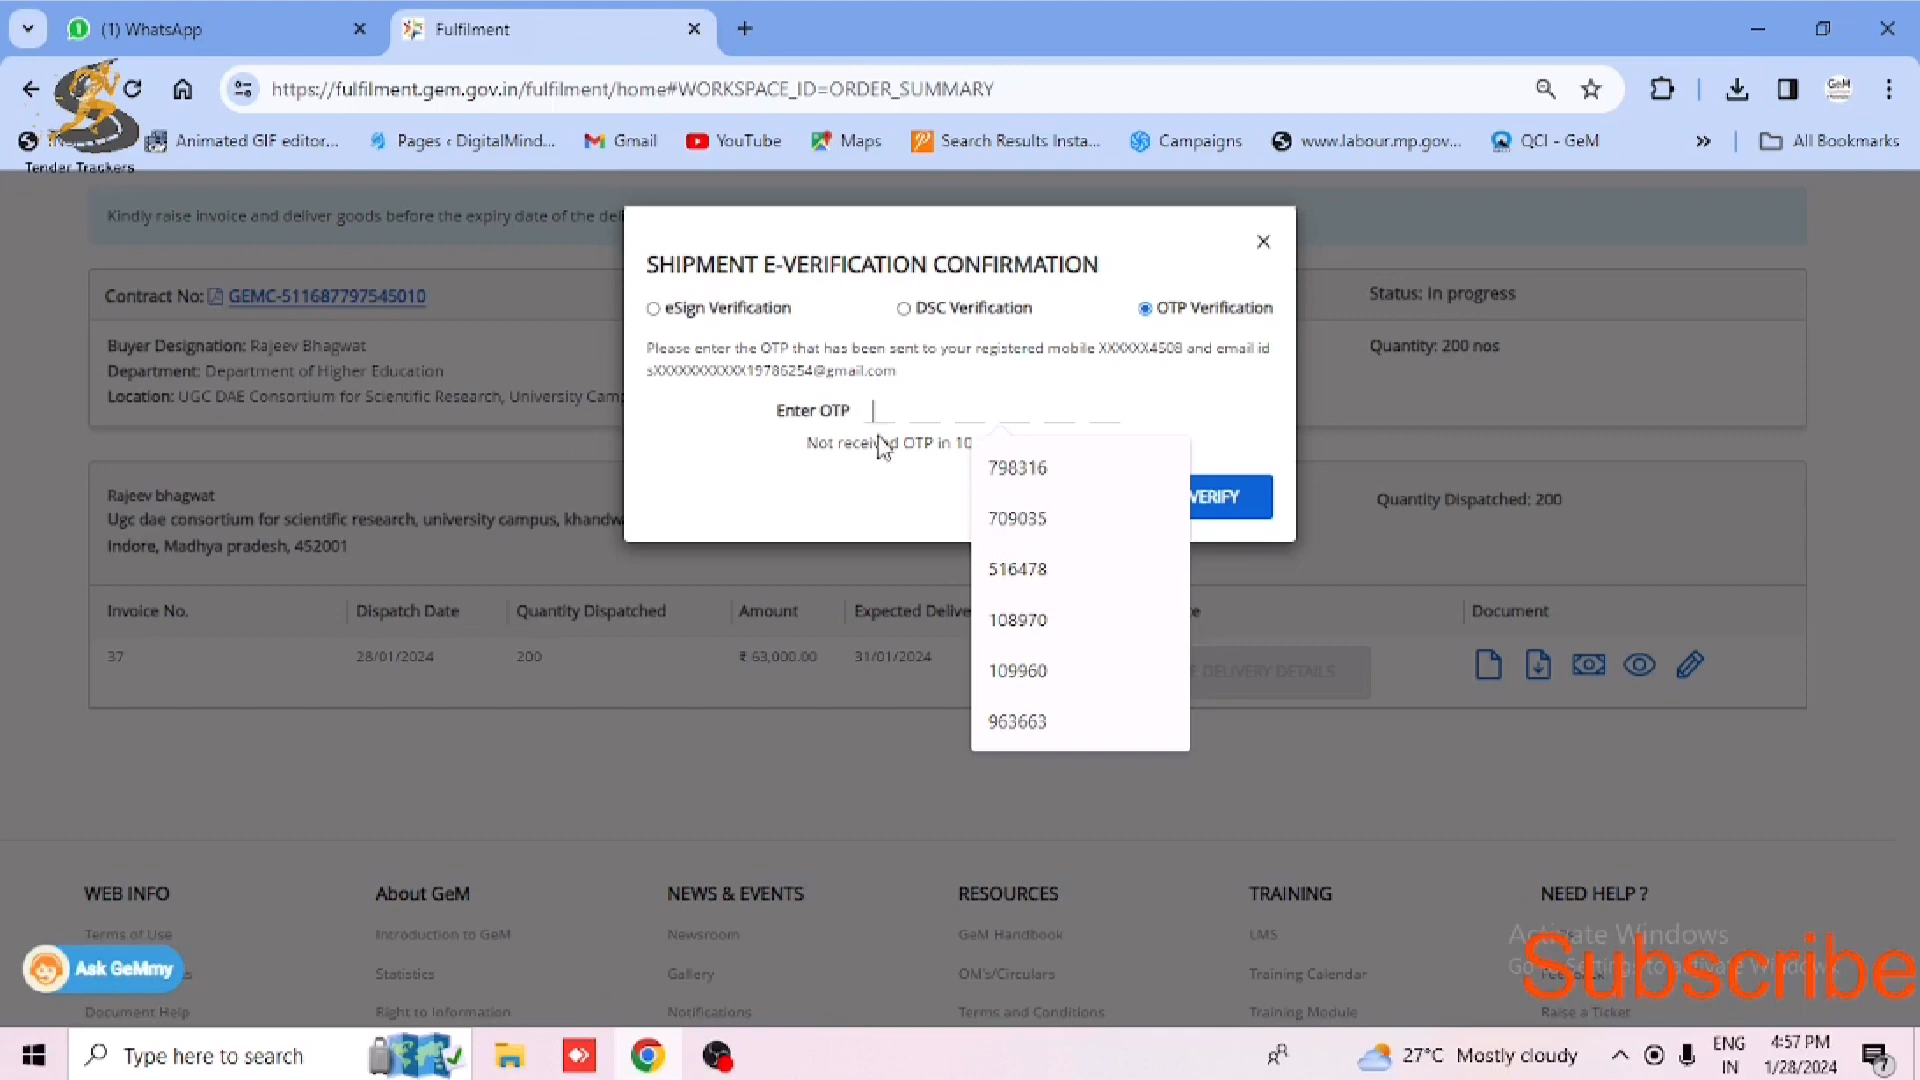 (1) WhatsApp
Fulfilment
https://fulfilment.gem.gov.in/fulfilment/home#WORKSPACE_ID=ORDER_SUMMARY
GeM
Animated GIF editor...
Pages ‹ DigitalMind...
Gmail
YouTube
Maps
Search Results Insta...
Campaigns
www.labour.mp.gov...
QCI - GeM
All Bookmarks
Tender Trackers
Kindly raise invoice and deliver goods before the expiry date of the
SHIPMENT E-VERIFICATION CONFIRMATION
Contract No: GEMC-511687797545010
eSign Verification
DSC Verification
OTP Verification
Status: In progress
Please enter the OTP that has been sent to your registered mobile XXXXXX4508 and email id
sXXXXXXXXXXX19786254@gmail.com
Buyer Designation: Rajeev Bhagwat
Quantity: 200 nos
Department: Department of Higher Education
Location: UGC DAE Consortium for Scientific Research, University
Enter OTP
Not received OTP in 10
798316
709035
516478
108970
109960
963663
VERIFY
Rajeev bhagwat
Quantity Dispatched: 200
Ugc dae consortium for scientific research, university campus,
Indore, Madhya pradesh, 452001
Invoice No.
Dispatch Date
Quantity Dispatched
Amount
Expected
Document
37
28/01/2024
200
₹ 63,000.00
31/01/2024
DELIVERY DETAILS
WEB INFO
About GeM
NEWS & EVENTS
RESOURCES
TRAINING
NEED HELP ?
Terms of Use
Introduction to GeM
Newsroom
GeM Handbook
LMS
Activate Windows
Go to Settings to activate Windows.
Subscribe
Ask GeMmy
Statistics
Gallery
OM's/Circulars
Training Calendar
Document Help
Right to Information
Notifications
Terms and Conditions
Training Module
Raise a Ticket
Type here to search
27°C Mostly cloudy
ENG
IN
4:57 PM
1/28/2024
7